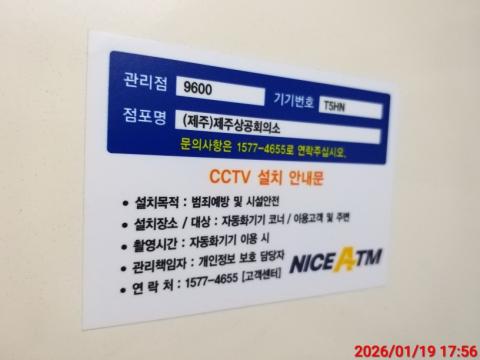 관리점 9600 기기번호 T5HN
점포명 (제주)제주상공회의소
문의사항은 1577-4655로 연락주십시오.
CCTV 설치 안내문
• 설치목적 : 범죄예방 및 시설안전
• 설치장소 / 대상 : 자동화기기 코너 / 이용고객 및 주변
• 촬영시간 : 자동화기기 이용 시
• 관리책임자 : 개인정보 보호 담당자
• 연 락 처 : 1577-4655 [고객센터]
NICE ATM
2026/01/19 17:56